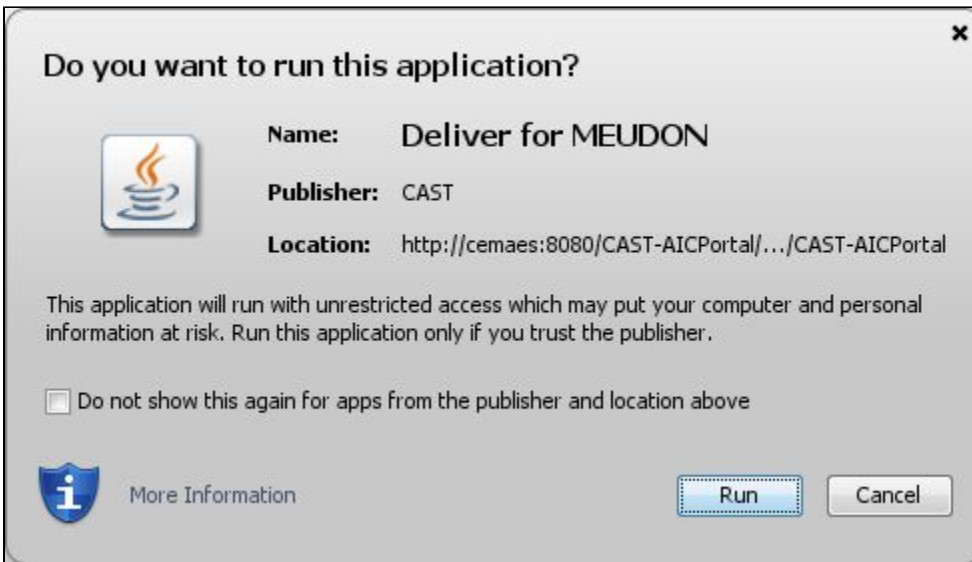 Do you want to run this application?
Name: Deliver for MEUDON
Publisher: CAST
Location: http://cemaes:8080/CAST-AICPortal/.../CAST-AICPortal
This application will run with unrestricted access which may put your computer and personal
information at risk. Run this application only if you trust the publisher.
Do not show this again for apps from the publisher and location above
More Information
Run
Cancel